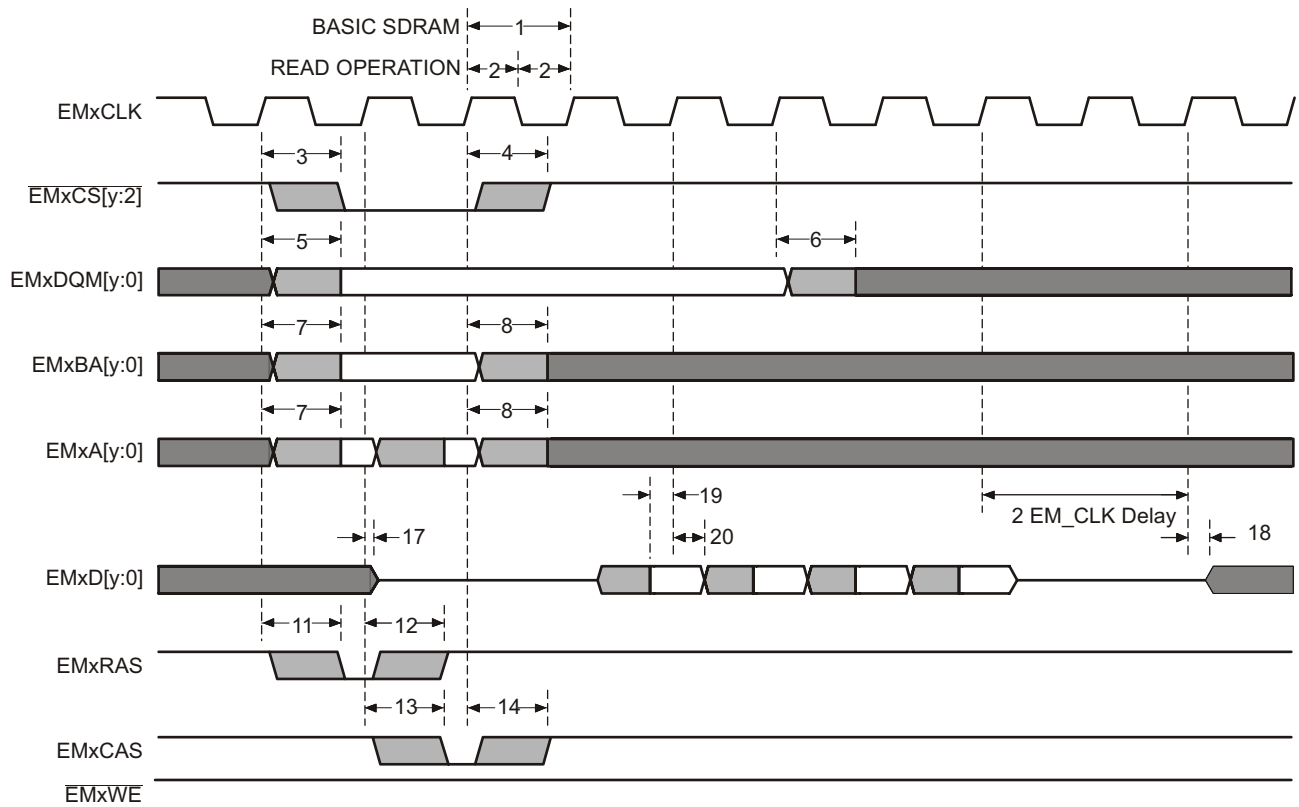 BASIC SDRAM 1
READ OPERATION 2 2
EMxCLK
3 4
EMxCS[y:2]
5 6
EMxDQM[y:0]
7 8
EMxBA[y:0]
7 8
EMxA[y:0]
19
2 EM_CLK Delay
17 20 18
EMxD[y:0]
11 12
EMxRAS
13 14
EMxCAS
EMxWE